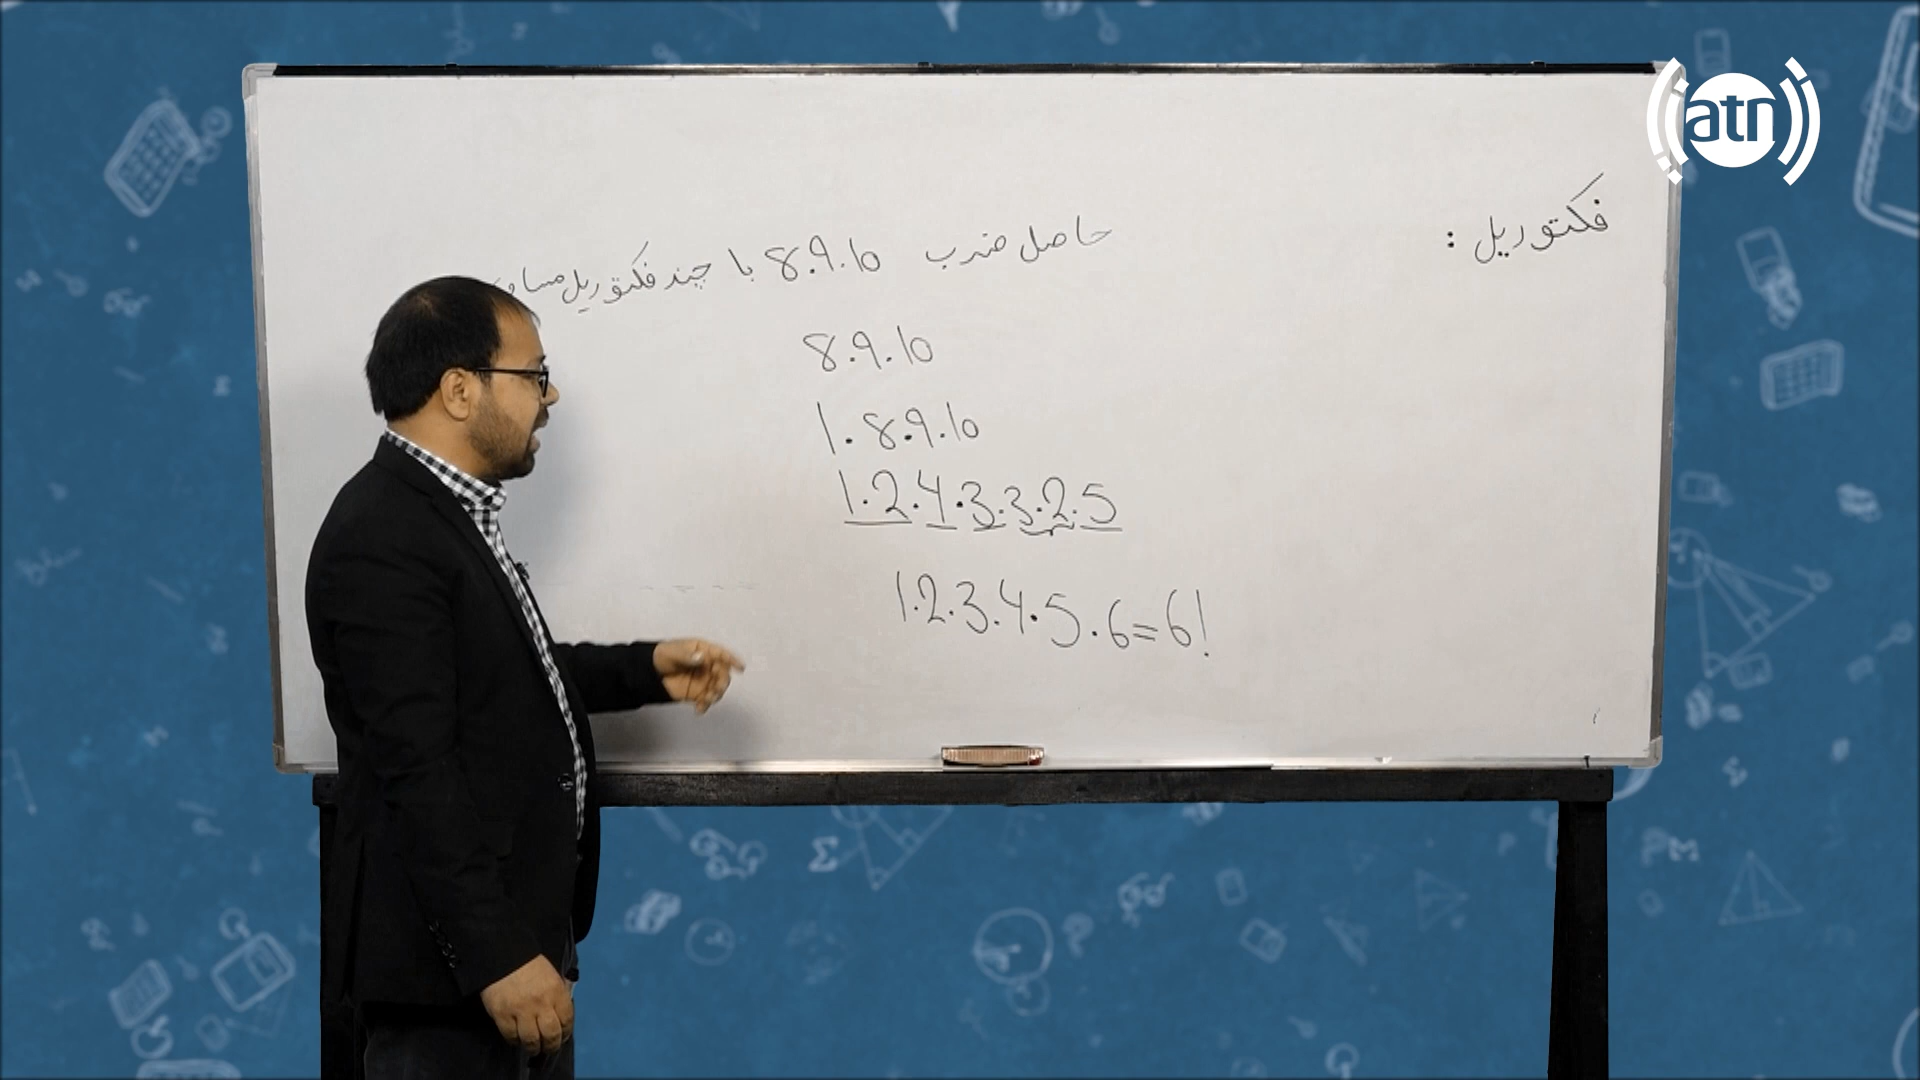 atn
فکتوریل :
حاصل ضرب 8.9.10 با چند فکتوریل
8.9.10
1.8.9.10
1.2.4.3.3.2.5
1.2.3.4.5.6=6!